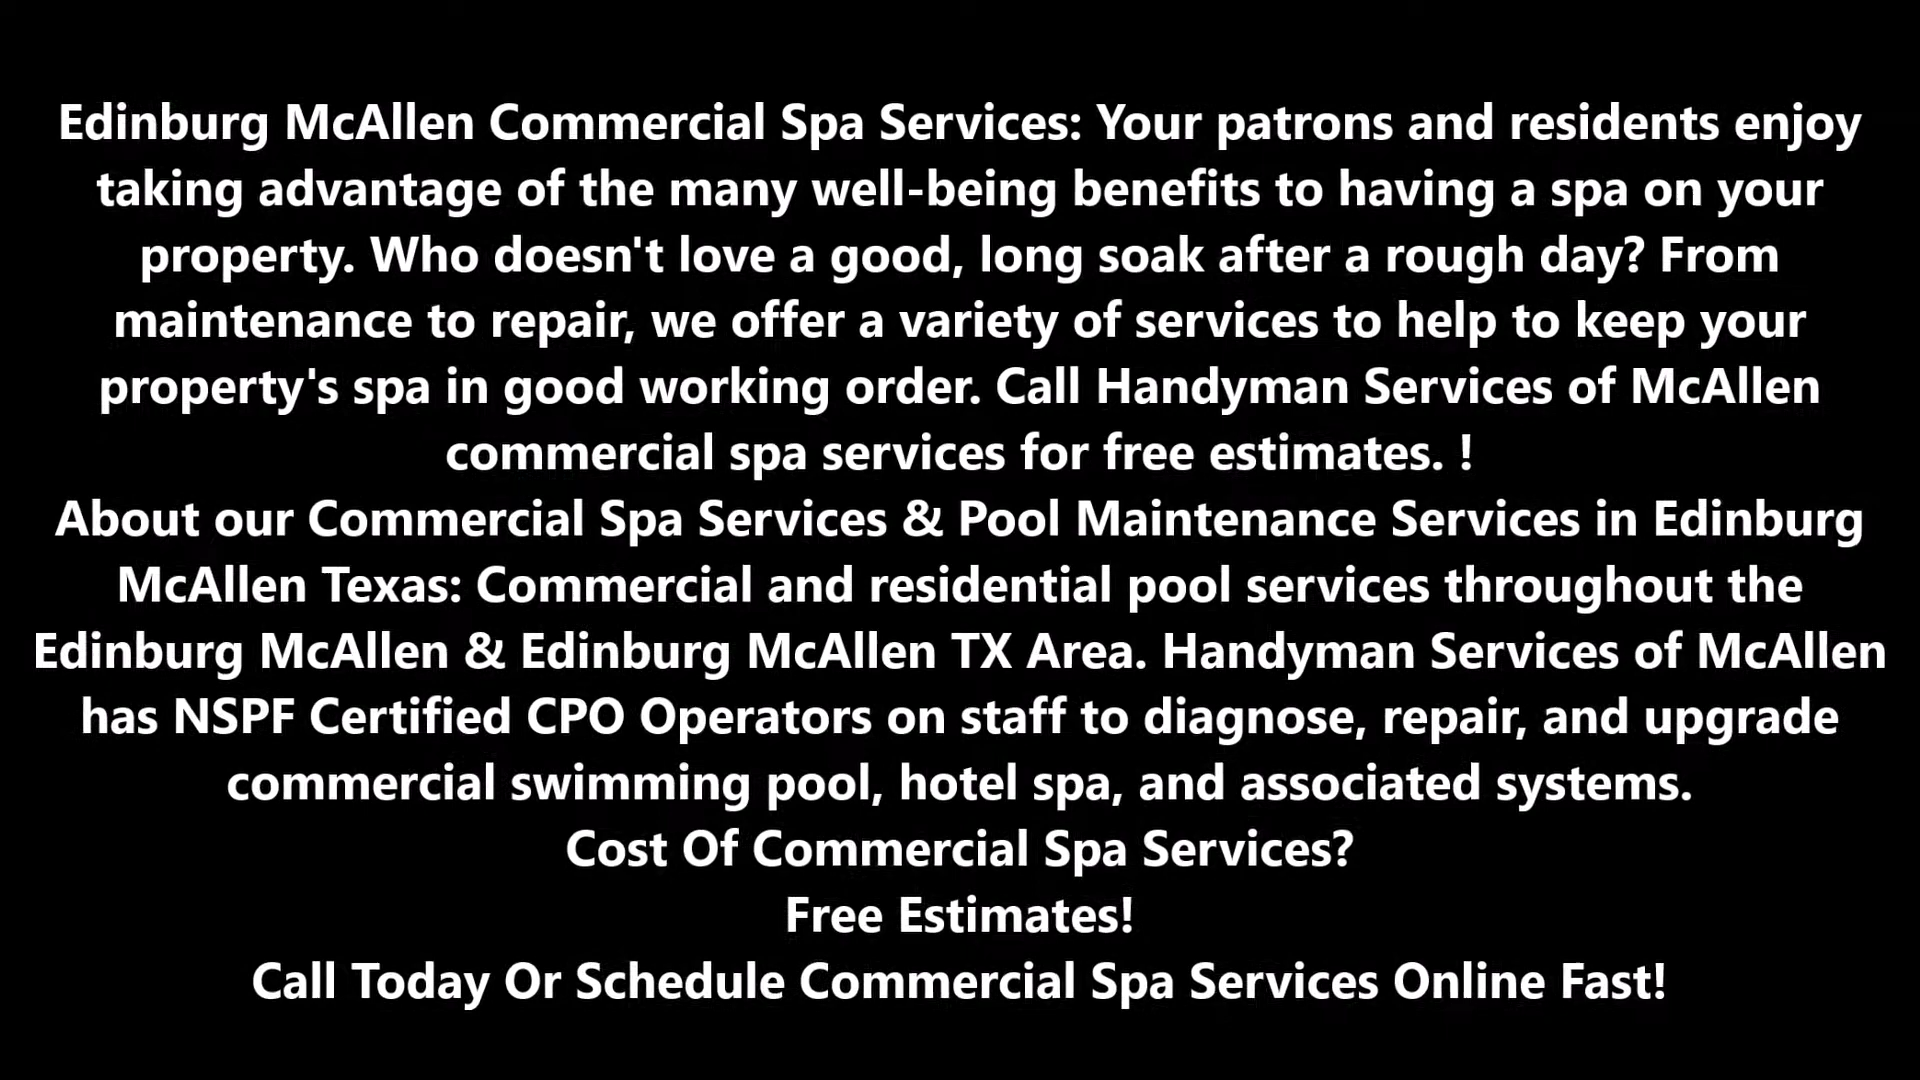 Edinburg McAllen Commercial Spa Services: Your patrons and residents enjoy
taking advantage of the many well-being benefits to having a spa on your
property. Who doesn't love a good, long soak after a rough day? From
maintenance to repair, we offer a variety of services to help to keep your
property's spa in good working order. Call Handyman Services of McAllen
commercial spa services for free estimates. !
About our Commercial Spa Services & Pool Maintenance Services in Edinburg
McAllen Texas: Commercial and residential pool services throughout the
Edinburg McAllen & Edinburg McAllen TX Area. Handyman Services of McAllen
has NSPF Certified CPO Operators on staff to diagnose, repair, and upgrade
commercial swimming pool, hotel spa, and associated systems.
Cost Of Commercial Spa Services?
Free Estimates!
Call Today Or Schedule Commercial Spa Services Online Fast!